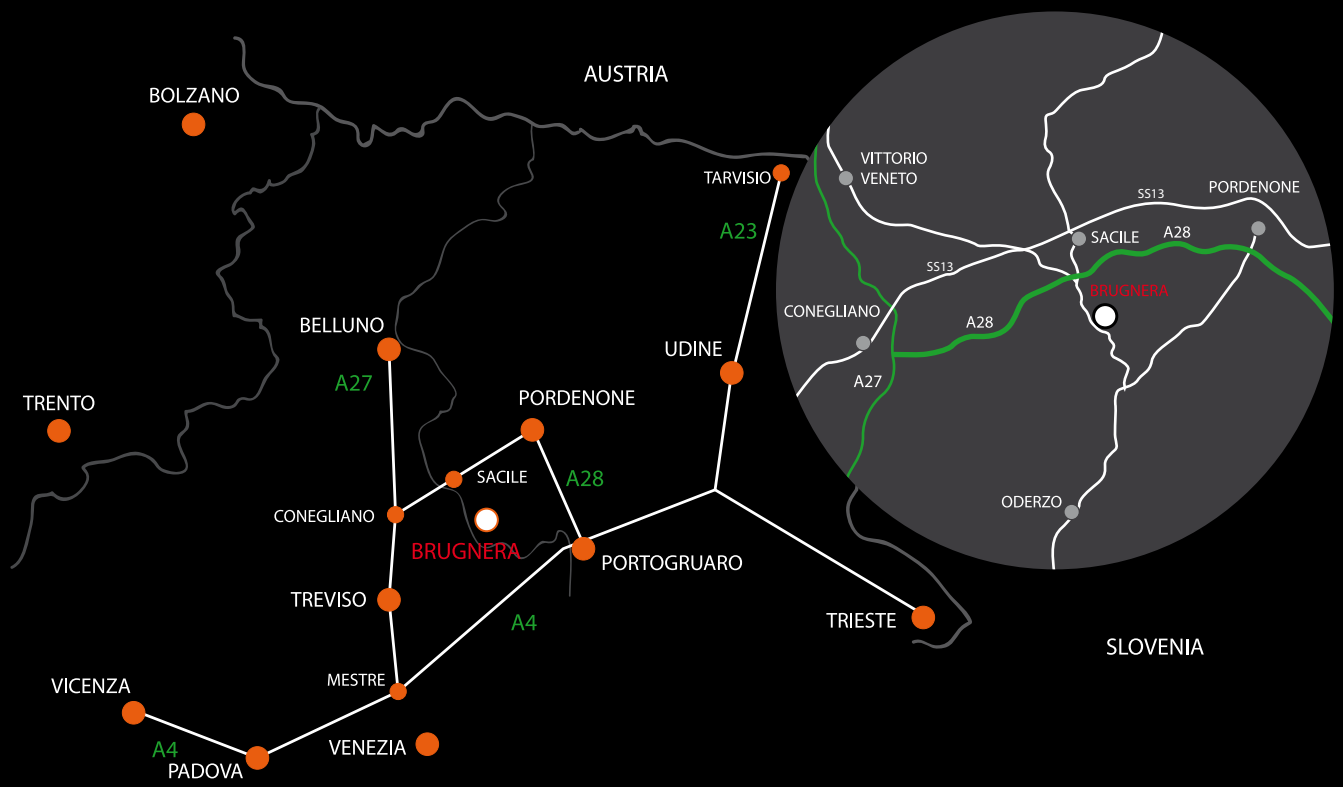 AUSTRIA
BOLZANO
TARVISIO
A23
BELLUNO
A27
UDINE
TRENTO
PORDENONE
SACILE
A28
CONEGLIANO
BRUGNERA
PORTOGRUARO
TREVISO
A4
TRIESTE
SLOVENIA
MESTRE
VICENZA
A4
VENEZIA
PADOVA
VITTORIO
VENETO
SS13
PORDENONE
SACILE
A28
SS13
BRUGNERA
CONEGLIANO
A28
A27
ODERZO